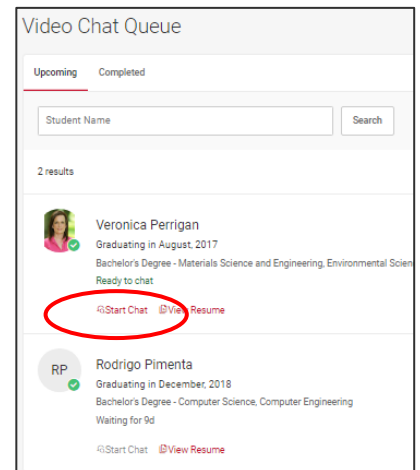 Video Chat Queue
Upcoming Completed
Student Name Search
2 results
Veronica Perrigan
Graduating in August, 2017
Bachelor's Degree - Materials Science and Engineering, Environmental Scien
Ready to chat
Start Chat View Resume
RP Rodrigo Pimenta
Graduating in December, 2018
Bachelor's Degree - Computer Science, Computer Engineering
Waiting for 9d
Start Chat View Resume